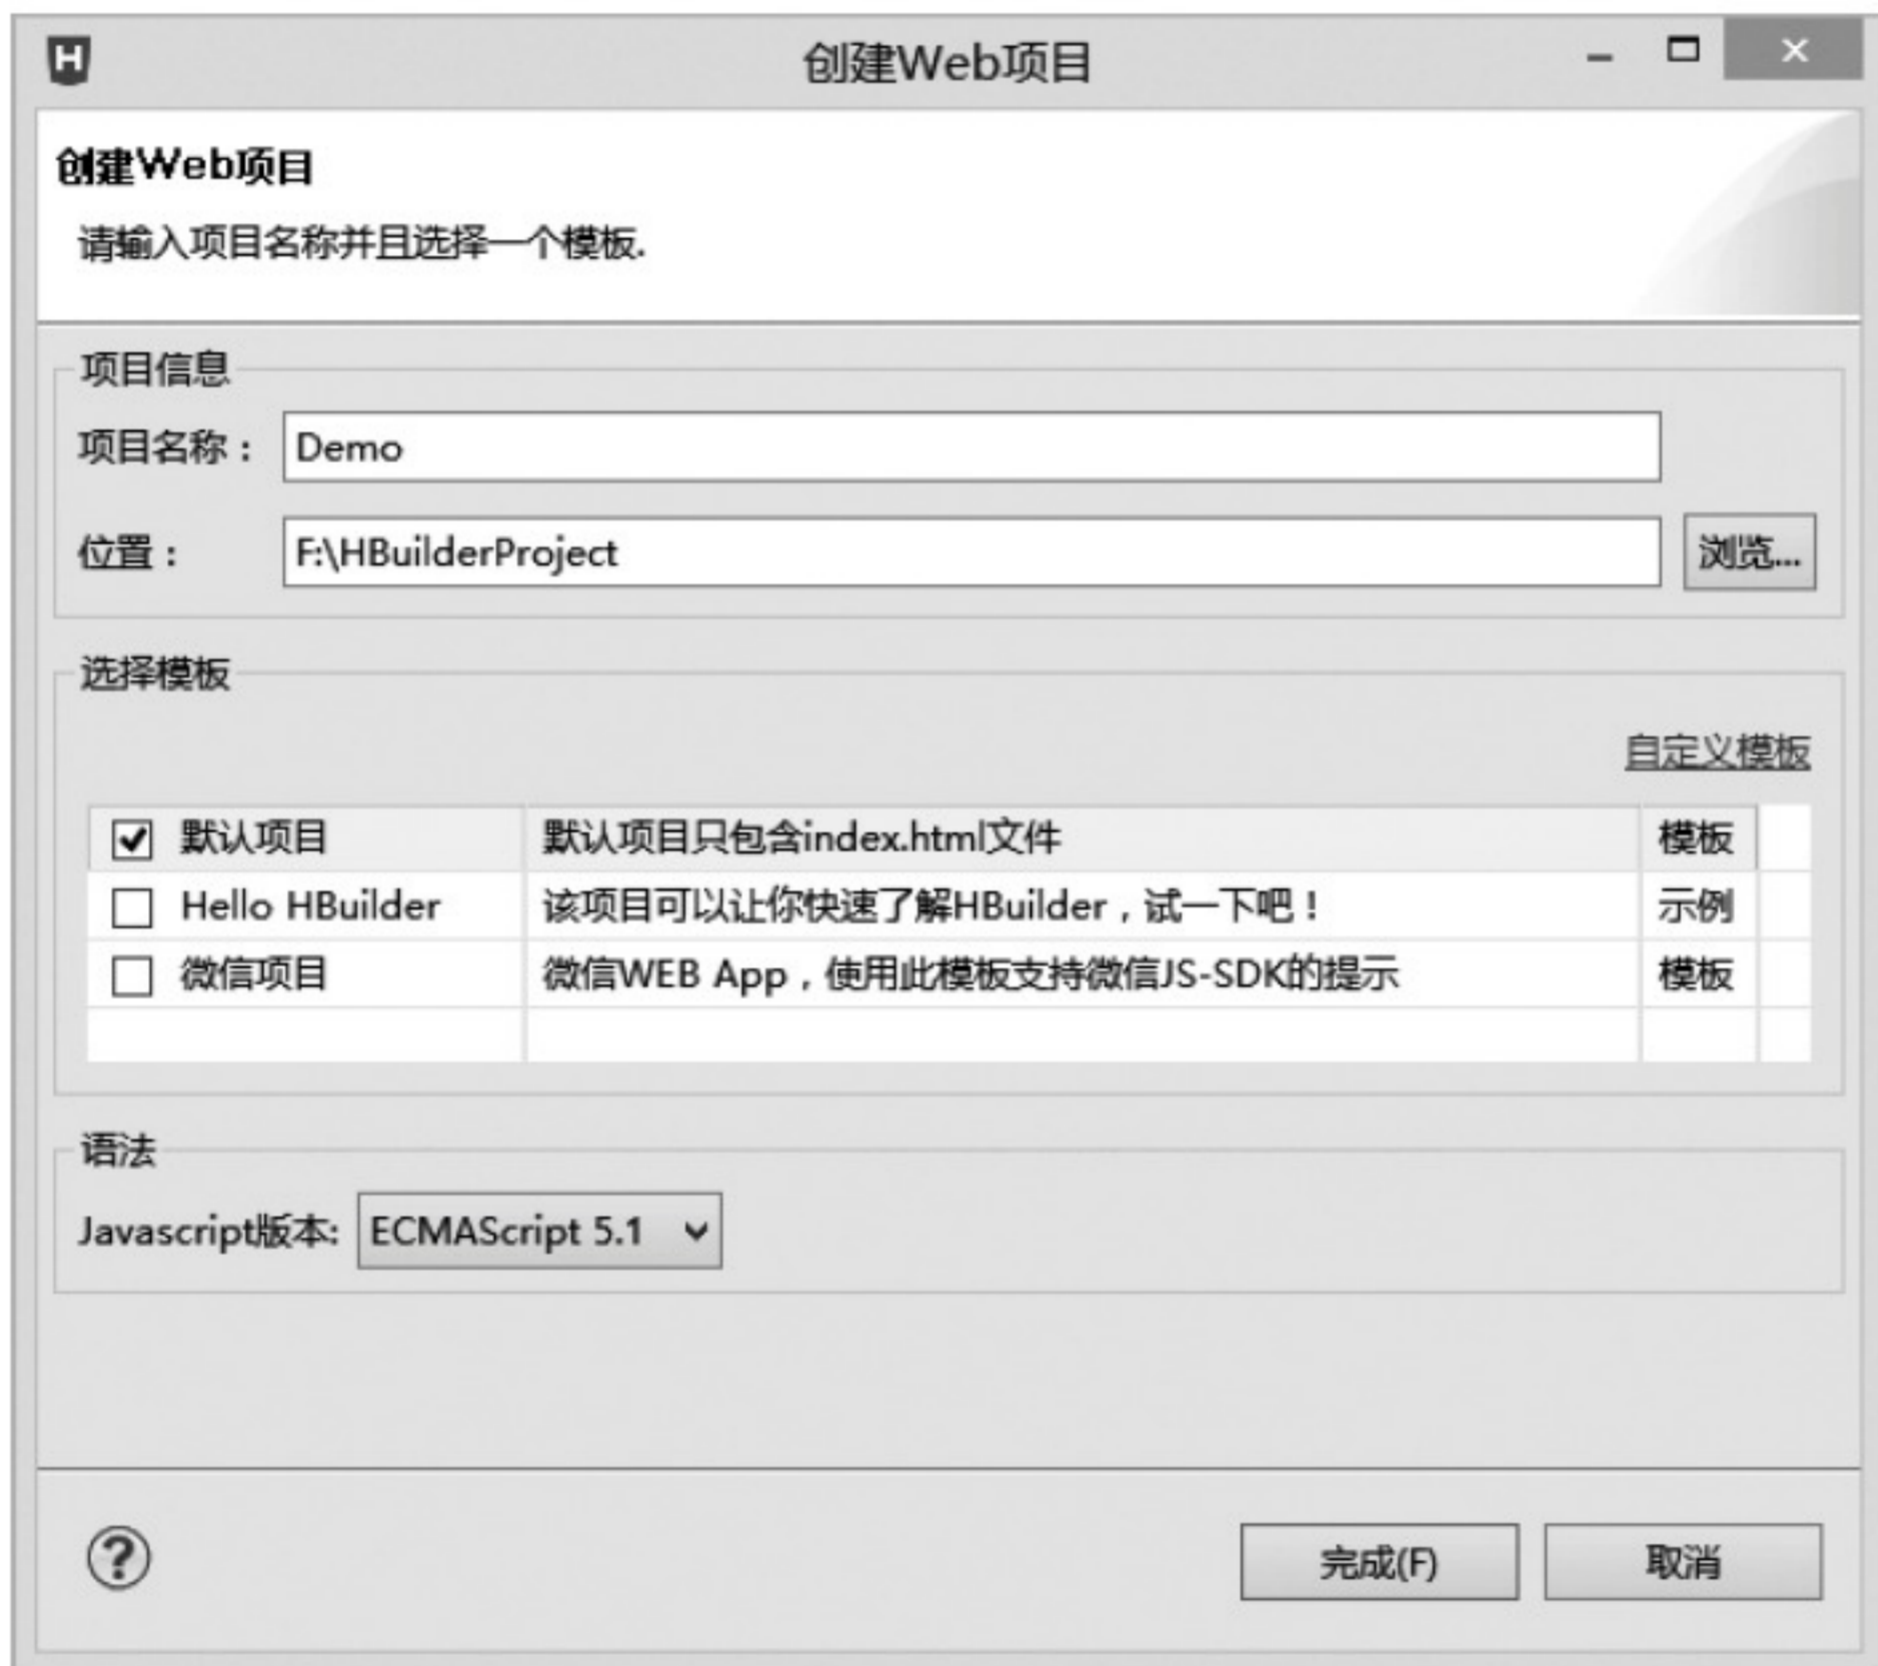 H 创建Web项目
创建Web项目
请输入项目名称并且选择一个模板.
项目信息
项目名称： Demo
位置： F:\HBuilderProject 浏览...
选择模板
自定义模板
默认项目 默认项目只包含index.html文件 模板
Hello HBuilder 该项目可以让你快速了解HBuilder，试一下吧！ 示例
微信项目 微信WEB App，使用此模板支持微信JS-SDK的提示 模板
语法
Javascript版本: ECMAScript 5.1
? 完成(F) 取消